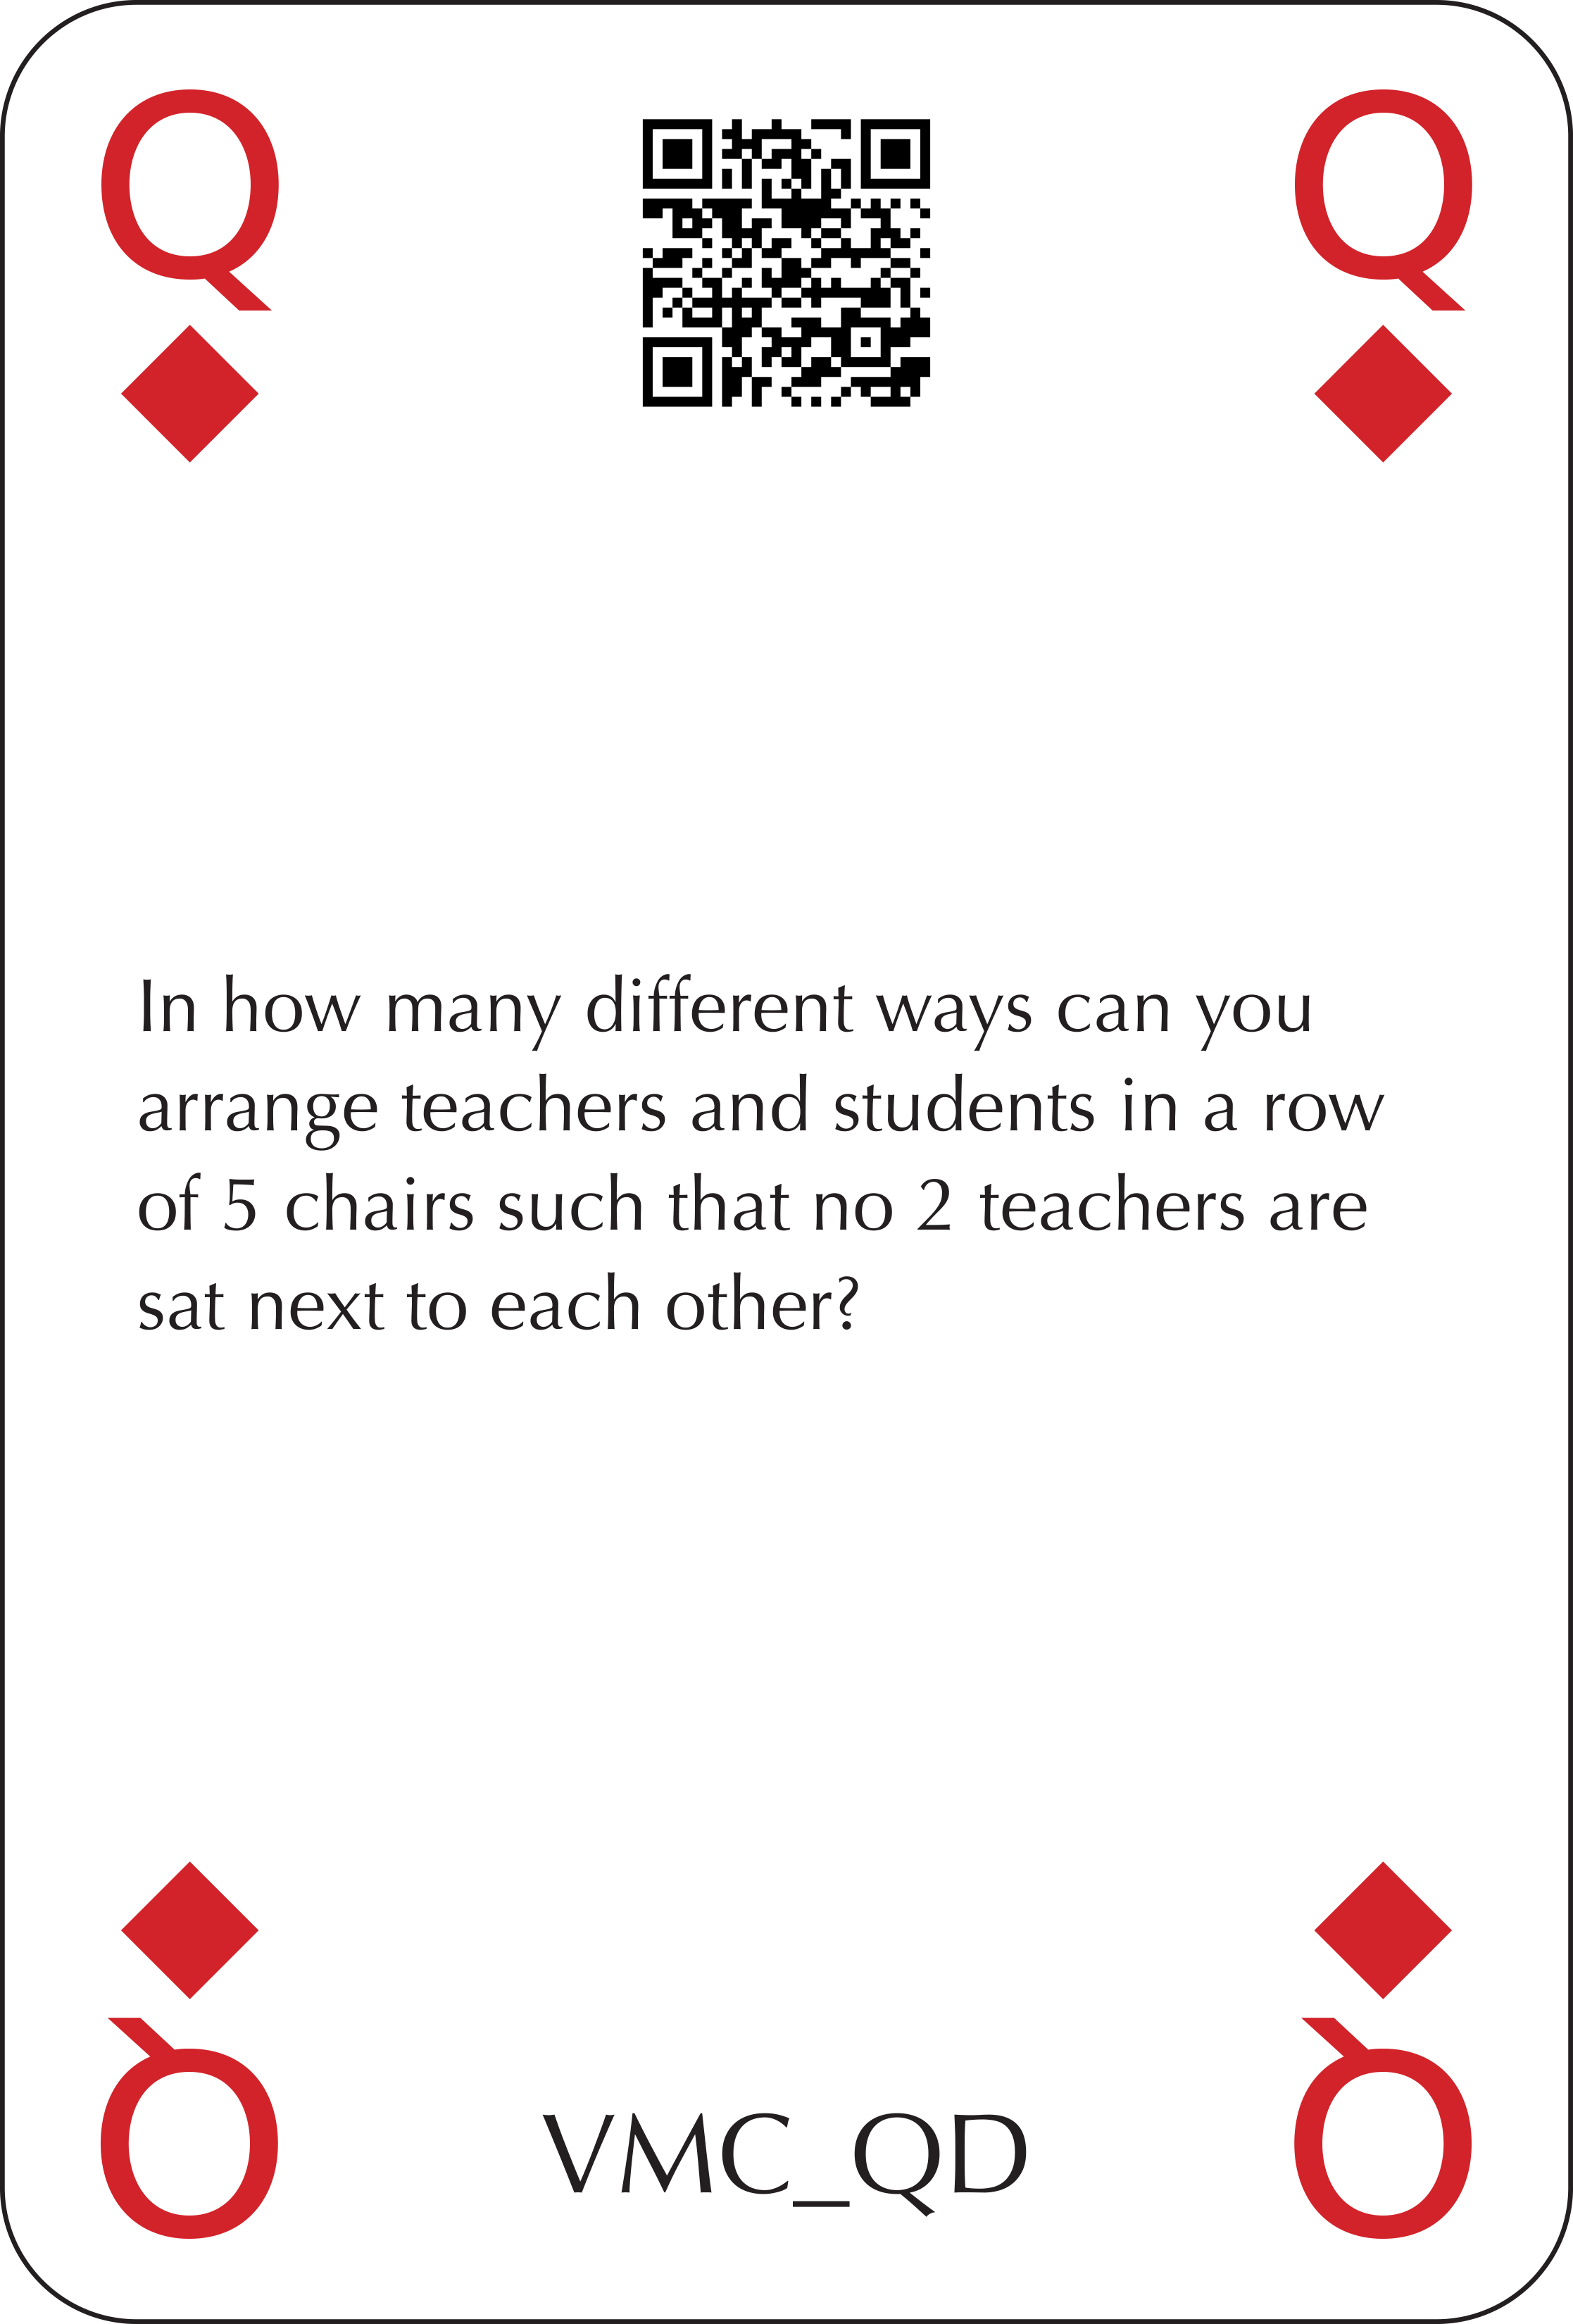 Q Q
In how many different ways can you
arrange teachers and students in a row
of 5 chairs such that no 2 teachers are
sat next to each other?
Q VMC_QD Q